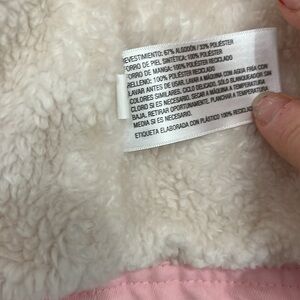 REVESTIMIENTO: 67% ALGODÓN / 33% POLIÉSTER
FORRO DE PIEL SINTÉTICA: 100% POLIÉSTER
FORRO DE MANGA: 100% POLIÉSTER RECICLADO
RELLENO: 100% POLIÉSTER RECICLADO
LAVAR ANTES DE USAR. LAVAR A MÁQUINA CON AGUA FRÍA CON
COLORES SIMILARES. CICLO DELICADO. SOLO BLANQUEADOR SIN
CLORO SI ES NECESARIO. SECAR A MÁQUINA A TEMPERATURA
BAJA. RETIRAR OPORTUNAMENTE. PLANCHAR A TEMPERATURA
MEDIA SI ES NECESARIO.
ETIQUETA ELABORADA CON PLÁSTICO 100% RECICLADO